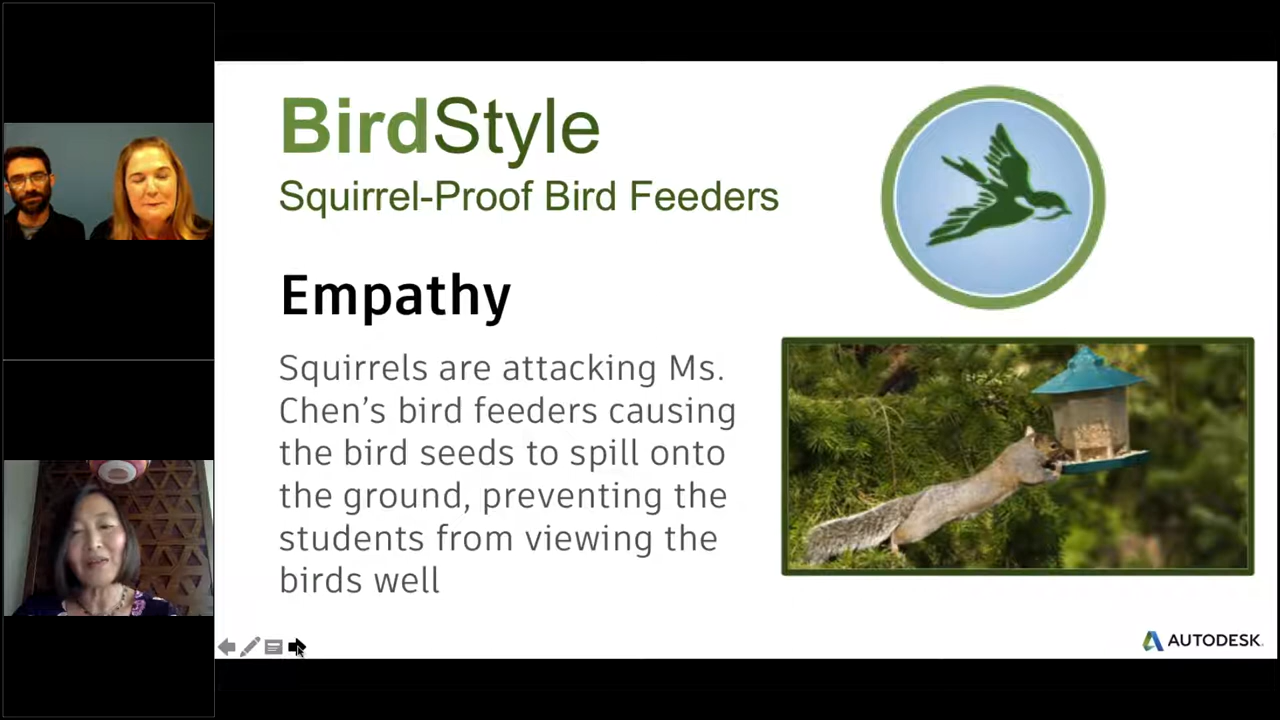 BirdStyle
Squirrel-Proof Bird Feeders
Empathy
Squirrels are attacking Ms.
Chen’s bird feeders causing
the bird seeds to spill onto
the ground, preventing the
students from viewing the
birds well
AUTODESK.